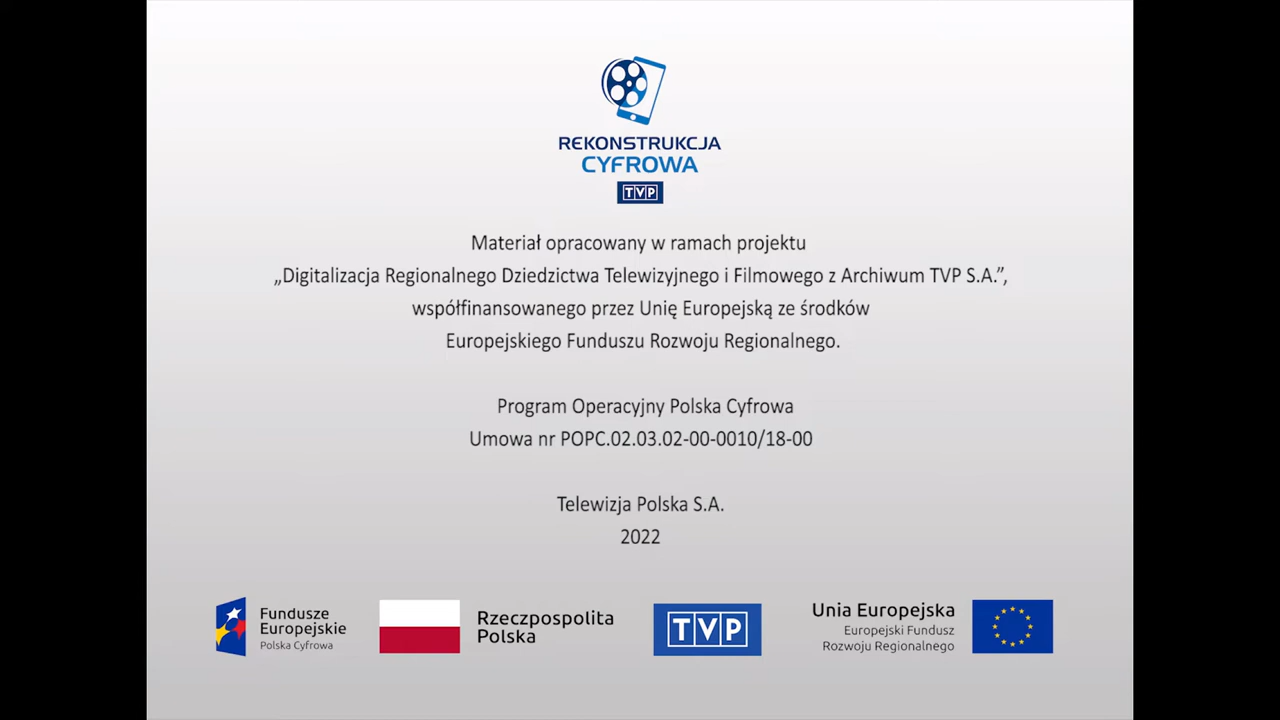 REKONSTRUKCJA
CYFROWA
TVP
Materiał opracowany w ramach projektu
„Digitalizacja Regionalnego Dziedzictwa Telewizyjnego i Filmowego z Archiwum TVP S.A.”,
współfinansowanego przez Unię Europejską ze środków
Europejskiego Funduszu Rozwoju Regionalnego.
Program Operacyjny Polska Cyfrowa
Umowa nr POPC.02.03.02-00-0010/18-00
Telewizja Polska S.A.
2022
Fundusze
Europejskie
Polska Cyfrowa
Rzeczpospolita
Polska
TVP
Unia Europejska
Europejski Fundusz
Rozwoju Regionalnego